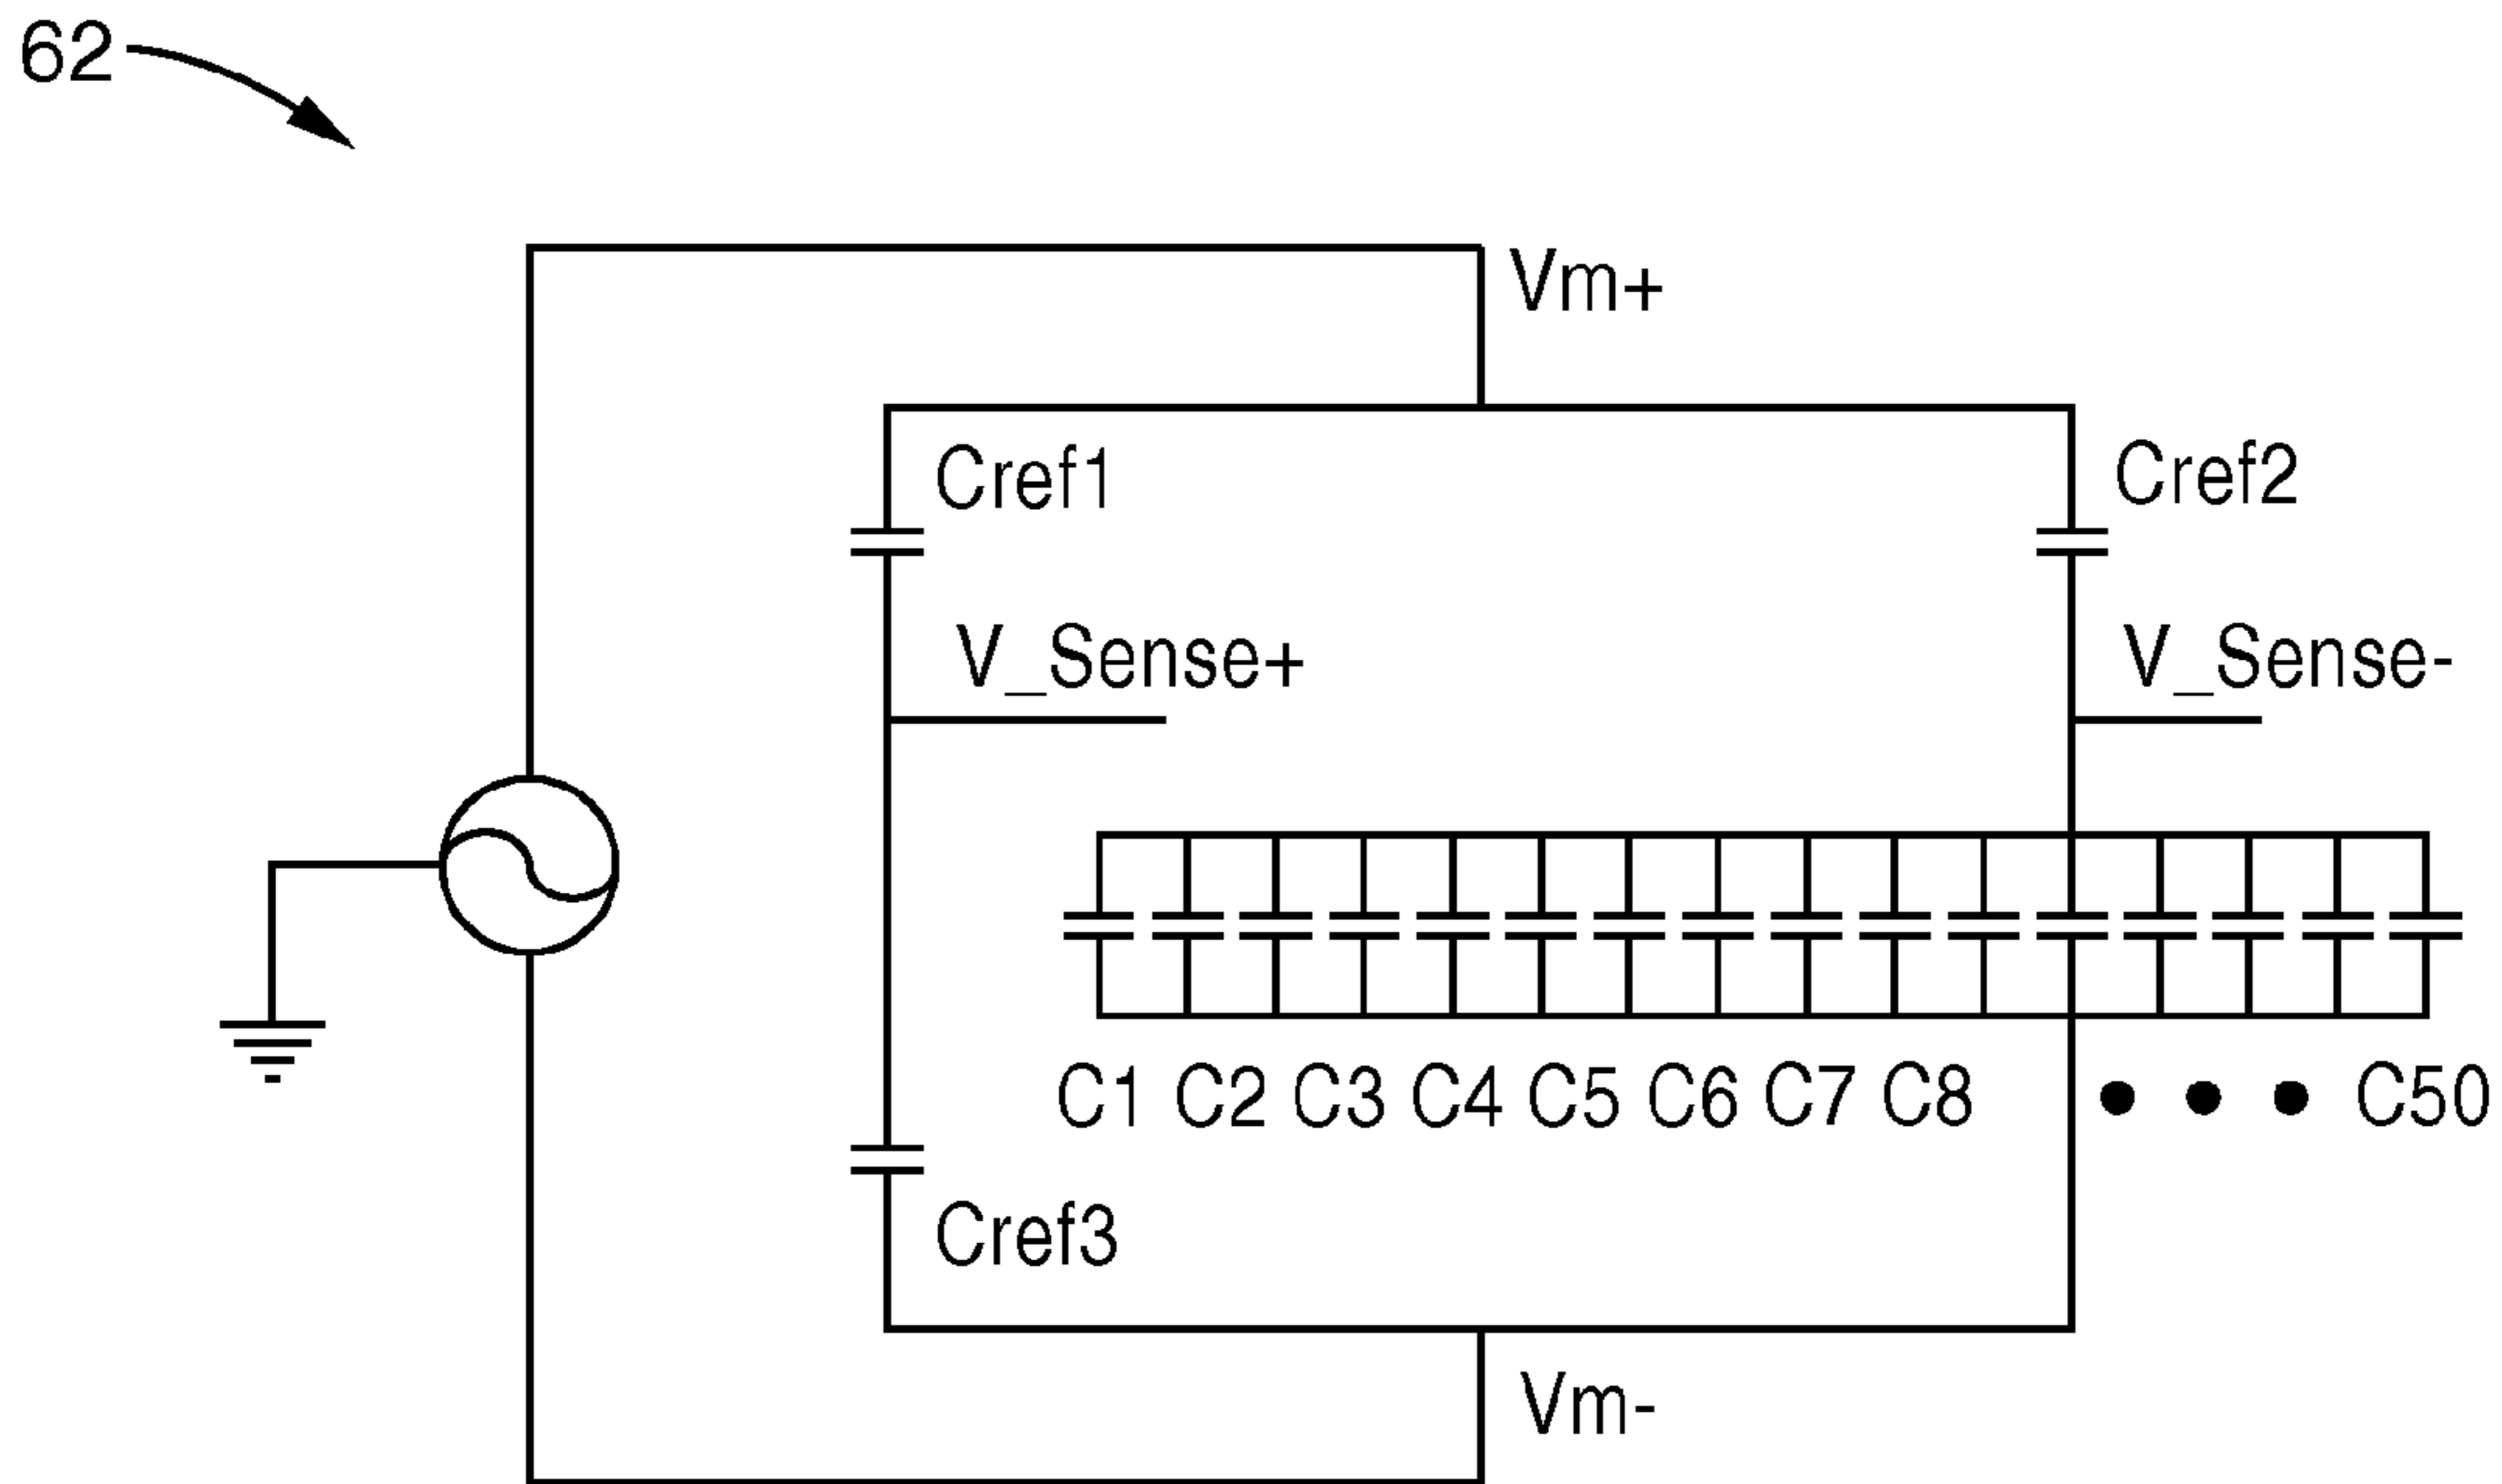 62
Vm+
Cref1
Cref2
V_Sense+
V_Sense-
C1 C2 C3 C4 C5 C6 C7 C8 ● ● ● C50
Cref3
Vm-